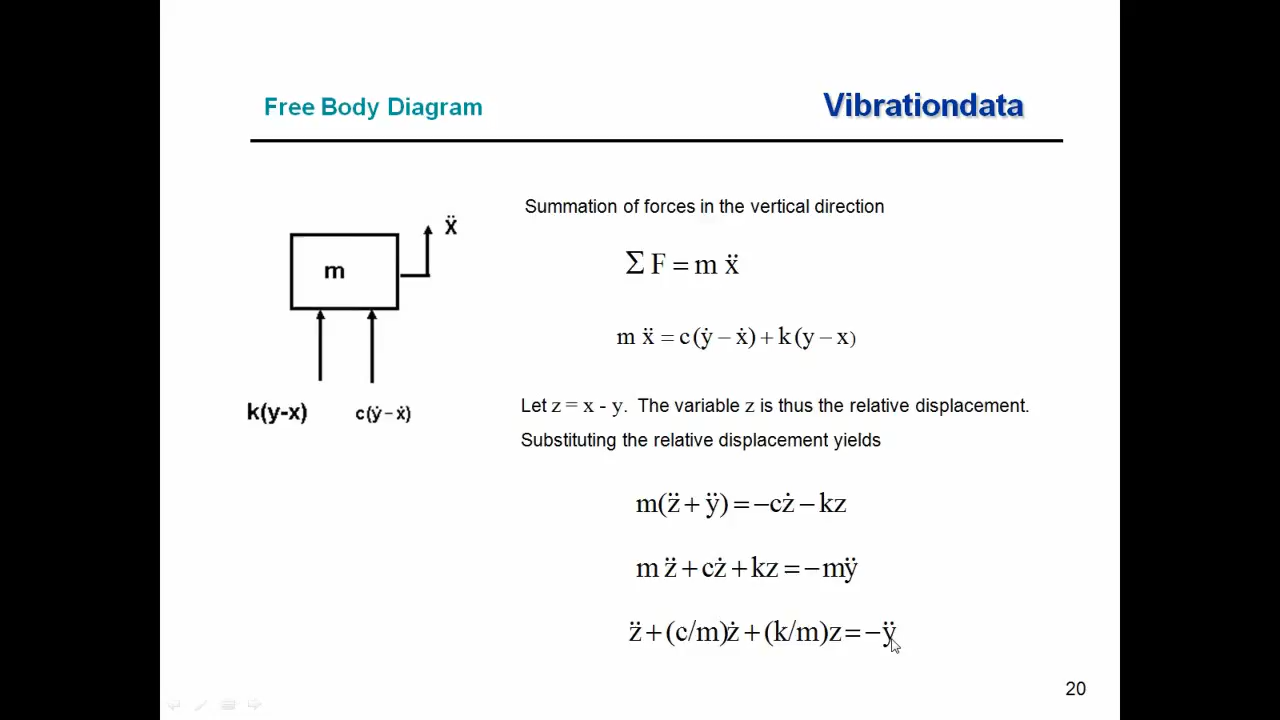 Free Body Diagram
Vibrationdata
Summation of forces in the vertical direction
ẍ
m
Σ F = m ẍ
m ẍ = c (ẏ − ẋ) + k (y − x)
k(y-x)
c(ẏ − ẋ)
Let z = x - y. The variable z is thus the relative displacement.
Substituting the relative displacement yields
m(z̈ + ÿ) = −cż − kz
m z̈ + cż + kz = −mÿ
z̈ + (c/m)ż + (k/m)z = −ÿ
20